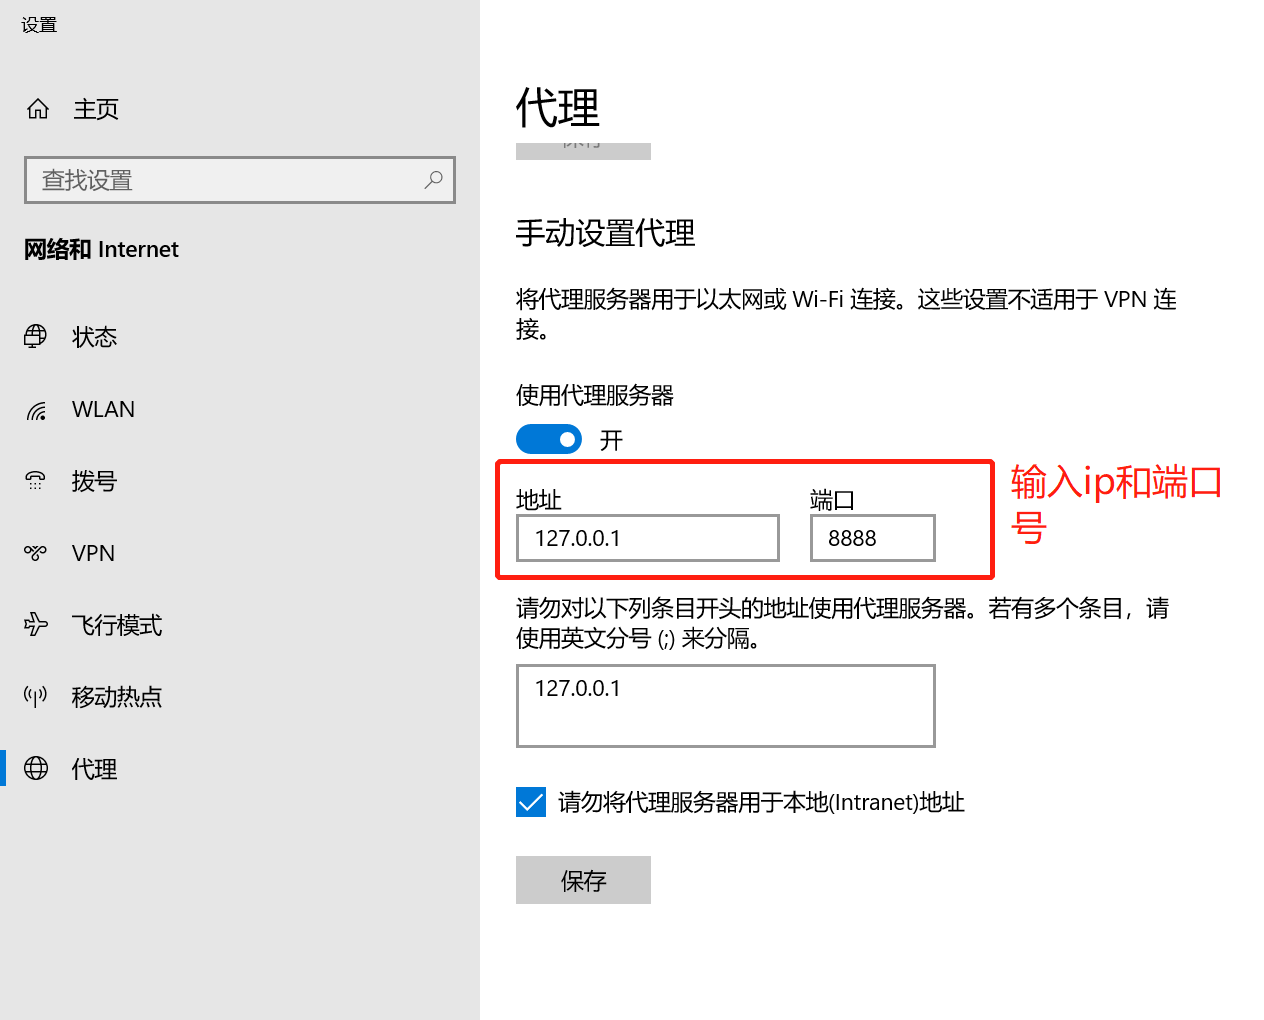 设置
主页
查找设置
网络和 Internet
状态
WLAN
拨号
VPN
飞行模式
移动热点
代理
代理
保存
手动设置代理
将代理服务器用于以太网或 Wi-Fi 连接。这些设置不适用于 VPN 连
接。
使用代理服务器
开
地址
端口
127.0.0.1
8888
输入ip和端口
号
请勿对以下列条目开头的地址使用代理服务器。若有多个条目，请
使用英文分号 (;) 来分隔。
127.0.0.1
请勿将代理服务器用于本地(Intranet)地址
保存